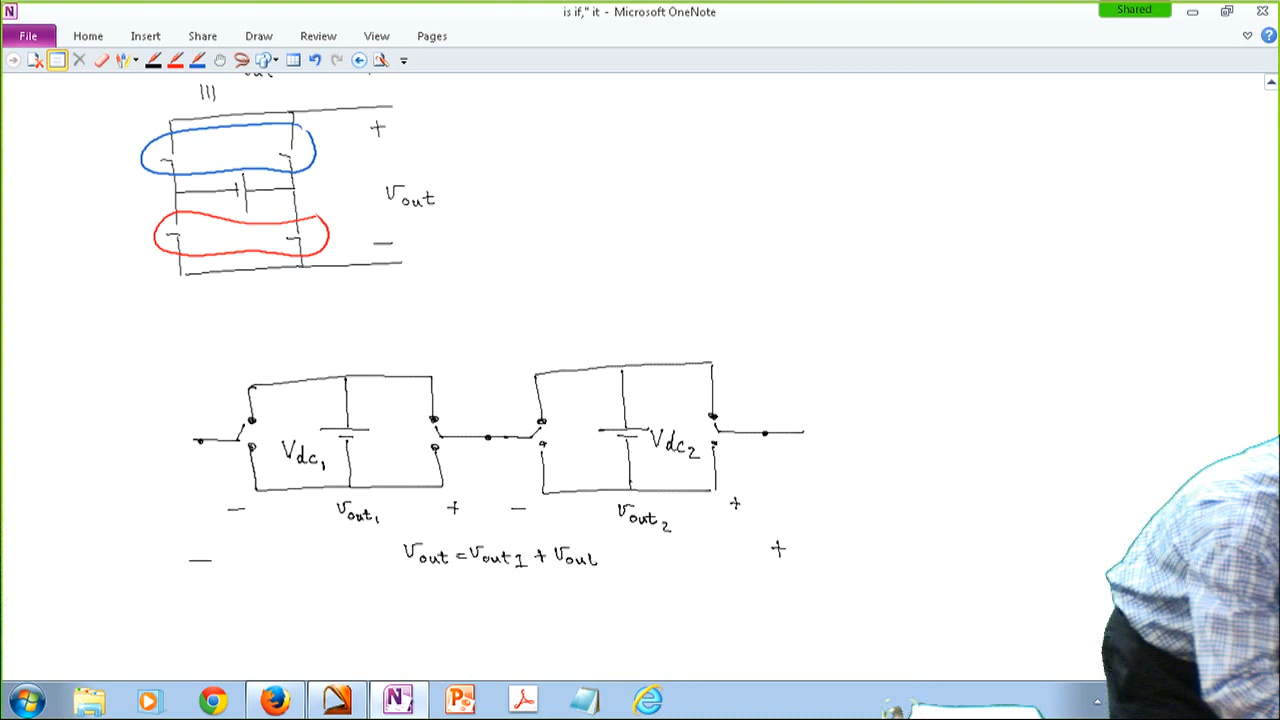 is if," it - Microsoft OneNote
Shared
File Home Insert Share Draw Review View Pages
+
Vout
−
Vdc1
Vdc2
− Vout1 + − Vout2 +
− Vout = Vout1 + Vout +